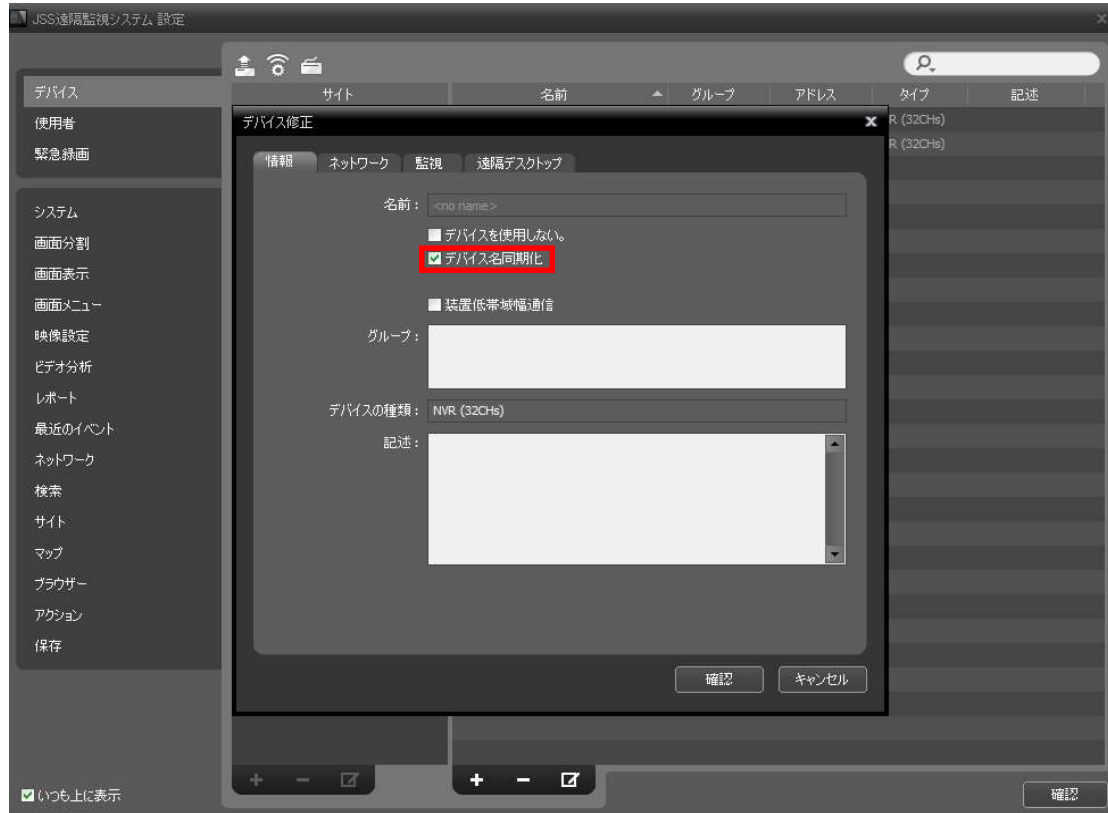 JSS遠隔監視システム 設定
x
デバイス
使用者
緊急録画
システム
画面分割
画面表示
画面メニュー
映像設定
ビデオ分析
レポート
最近のイベント
ネットワーク
検索
サイト
マップ
ブラウザー
アクション
保存
サイト 名前 グループ アドレス タイプ 記述
R (32CHs)
R (32CHs)
デバイス修正 x
情報 ネットワーク 監視 遠隔デスクトップ
名前： <no name>
デバイスを使用しない。
デバイス名同期化
装置低帯域幅通信
グループ：
デバイスの種類： NVR (32CHs)
記述：
確認 キャンセル
いつも上に表示
確認